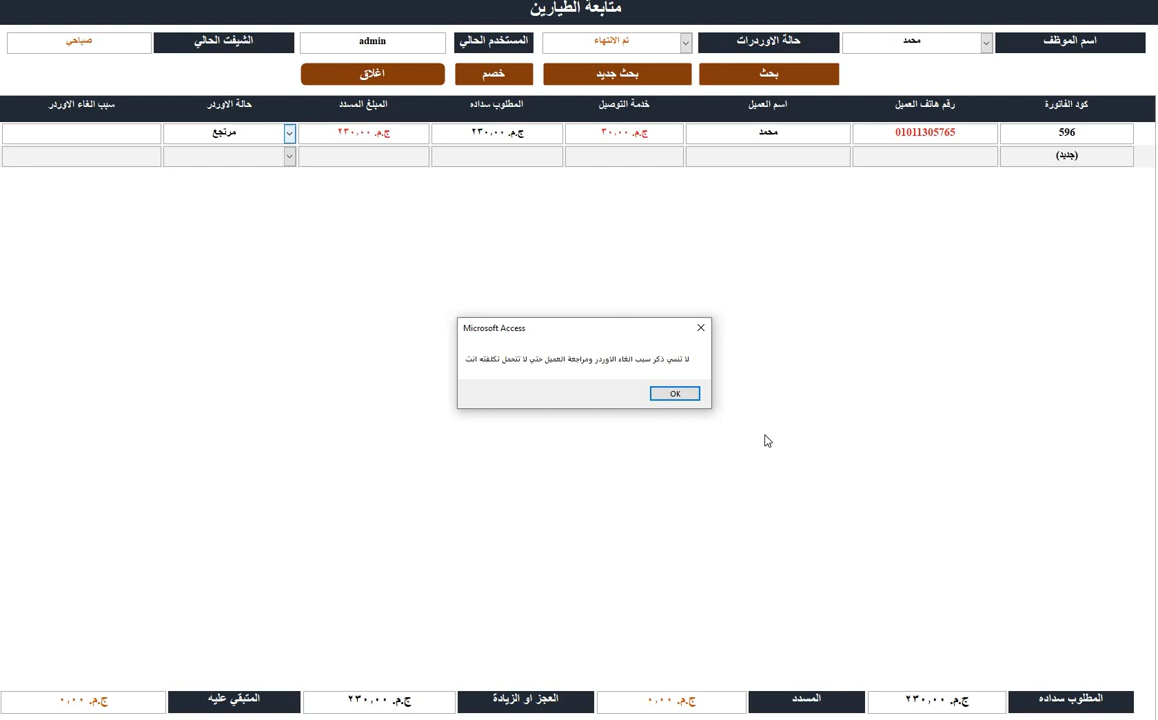 متابعة الطيارين
اسم الموظف محمد حالة الاوردرات تم الانتهاء المستخدم الحالي admin الشيفت الحالي صباحي
بحث بحث جديد خصم اغلاق
كود الفاتورة رقم هاتف العميل اسم العميل خدمة التوصيل المطلوب سداده المبلغ المسدد حالة الاوردر سبب الغاء الاوردر
596 01011305765 محمد ج.م. ٣٠,٠٠ ج.م. ٢٣٠,٠٠ ج.م. ٢٣٠,٠٠ مرتجع
(جديد)
Microsoft Access
لا تنسي ذكر سبب الغاء الاوردر ومراجعة العميل حتي لا تتحمل تكلفته انت
OK
المطلوب سداده ج.م. ٢٣٠,٠٠ المسدد ج.م. ٠,٠٠ العجز او الزيادة ج.م. ٢٣٠,٠٠ المتبقي عليه ج.م. ٠,٠٠